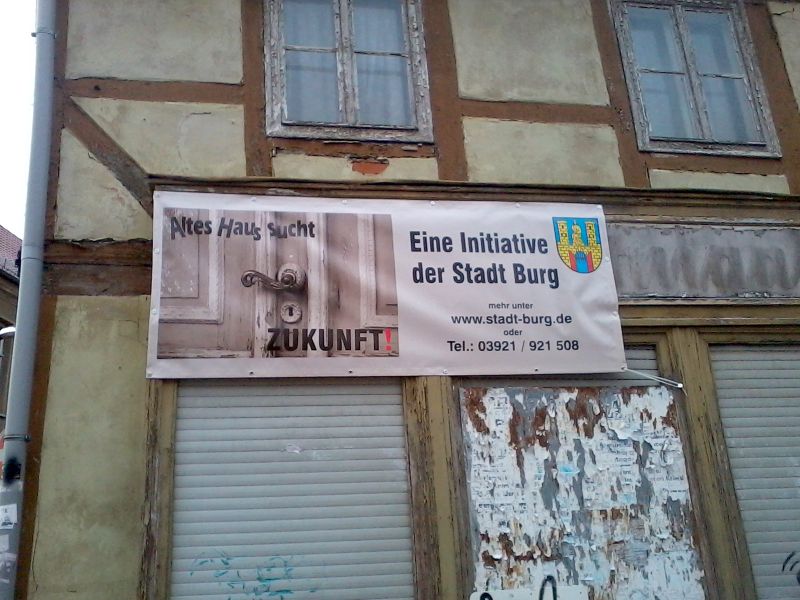 Altes Haus sucht
ZUKUNFT!
Eine Initiative
der Stadt Burg
mehr unter
www.stadt-burg.de
oder
Tel.: 03921 / 921 508